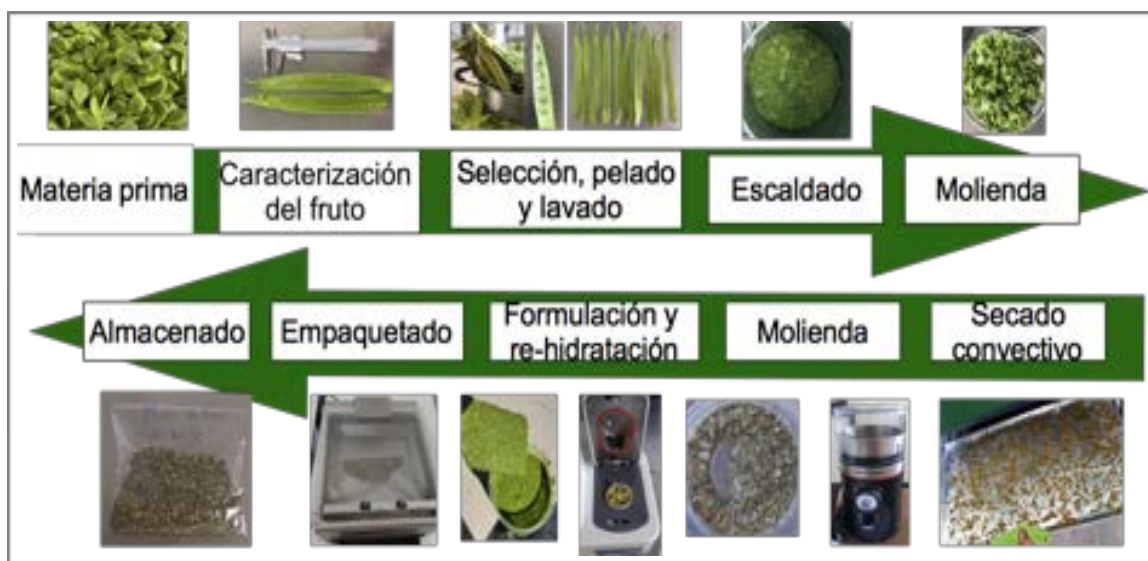 Materia prima
Caracterización
del fruto
Selección, pelado
y lavado
Escaldado
Molienda
Almacenado
Empaquetado
Formulación y
re-hidratación
Molienda
Secado
convectivo